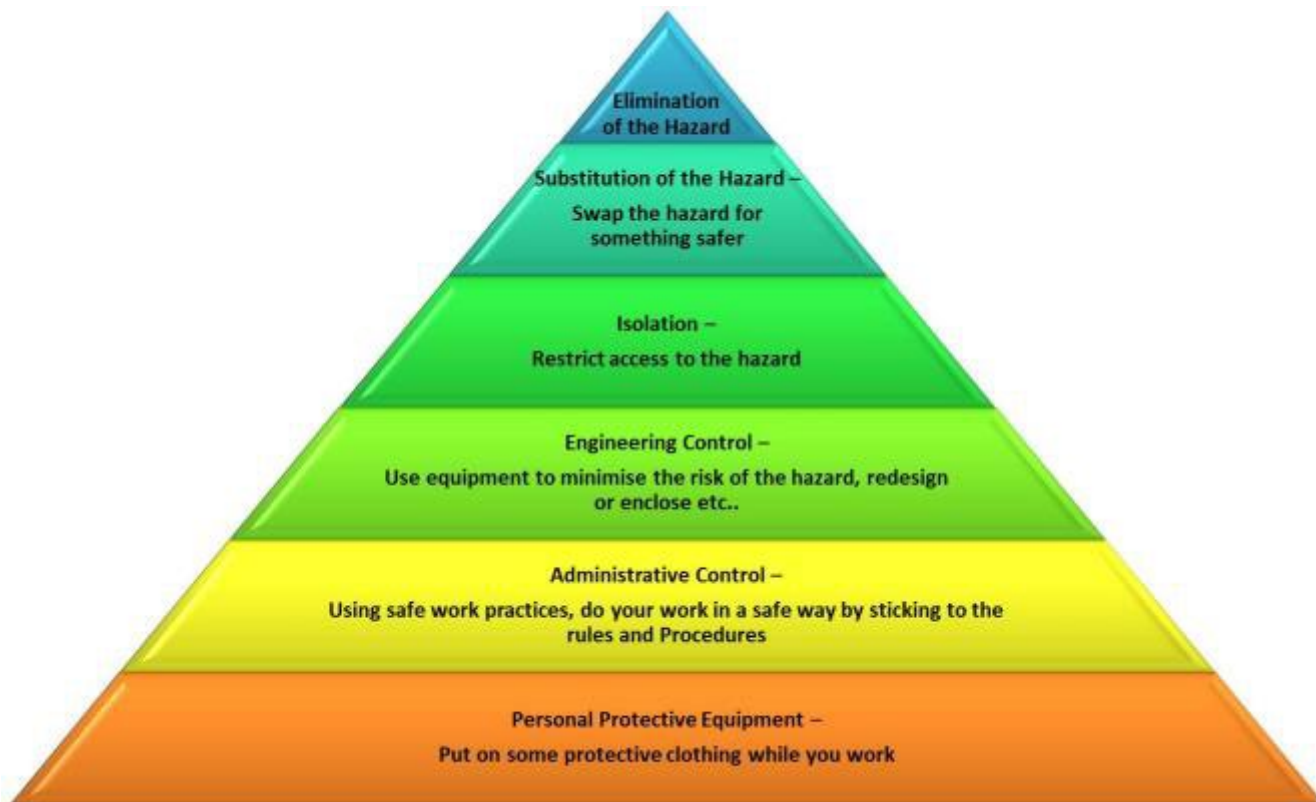 Elimination
of the Hazard
Substitution of the Hazard –
Swap the hazard for
something safer
Isolation –
Restrict access to the hazard
Engineering Control –
Use equipment to minimise the risk of the hazard, redesign
or enclose etc..
Administrative Control –
Using safe work practices, do your work in a safe way by sticking to the
rules and Procedures
Personal Protective Equipment –
Put on some protective clothing while you work